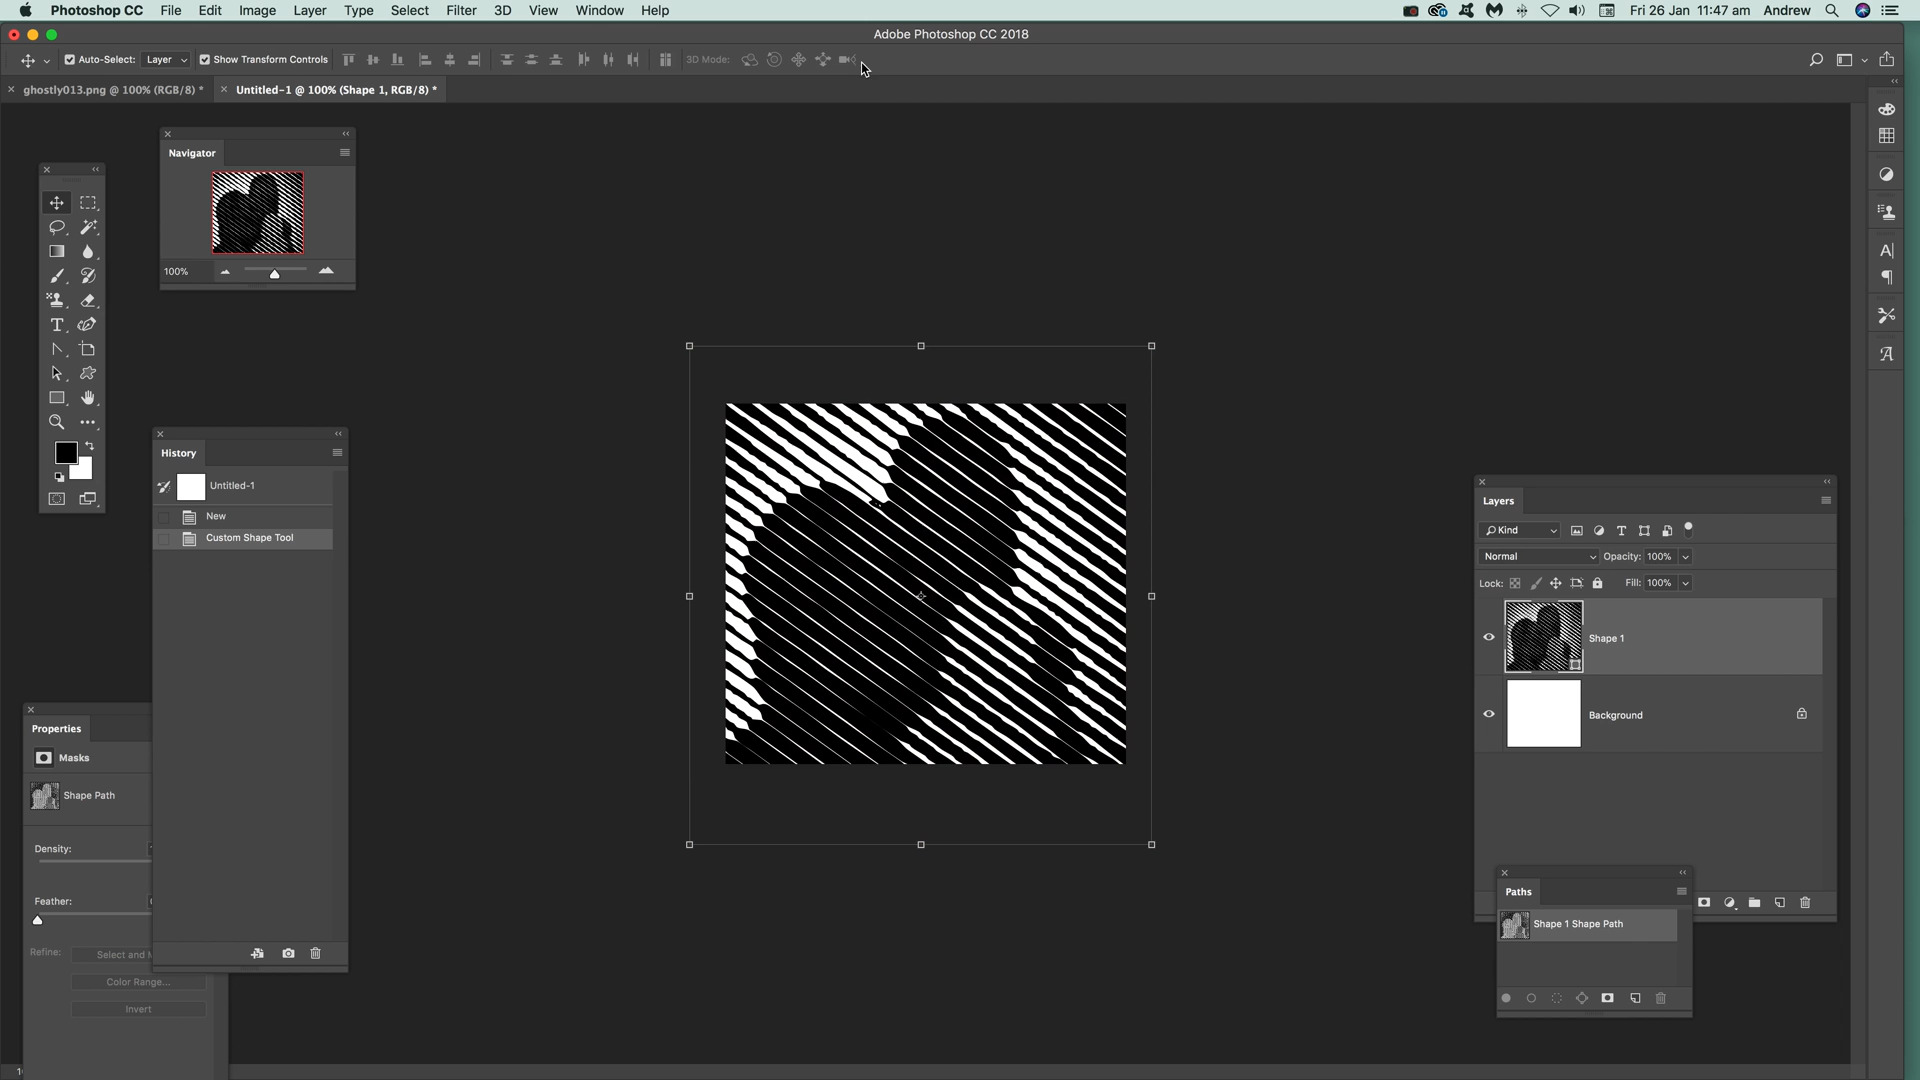 Photoshop CC File Edit Image Layer Type Select Filter 3D View Window Help Fri 26 Jan 11:47 am Andrew
Adobe Photoshop CC 2018
Auto-Select: Layer Show Transform Controls 3D Mode:
ghostly013.png @ 100% (RGB/8) * Untitled-1 @ 100% (Shape 1, RGB/8) *
Navigator
100%
History
Untitled-1
New
Custom Shape Tool
Properties
Masks
Shape Path
Density:
Feather:
Refine: Select and M
Color Range...
Invert
Layers
Kind
Normal Opacity: 100%
Lock: Fill: 100%
Shape 1
Background
Paths
Shape 1 Shape Path